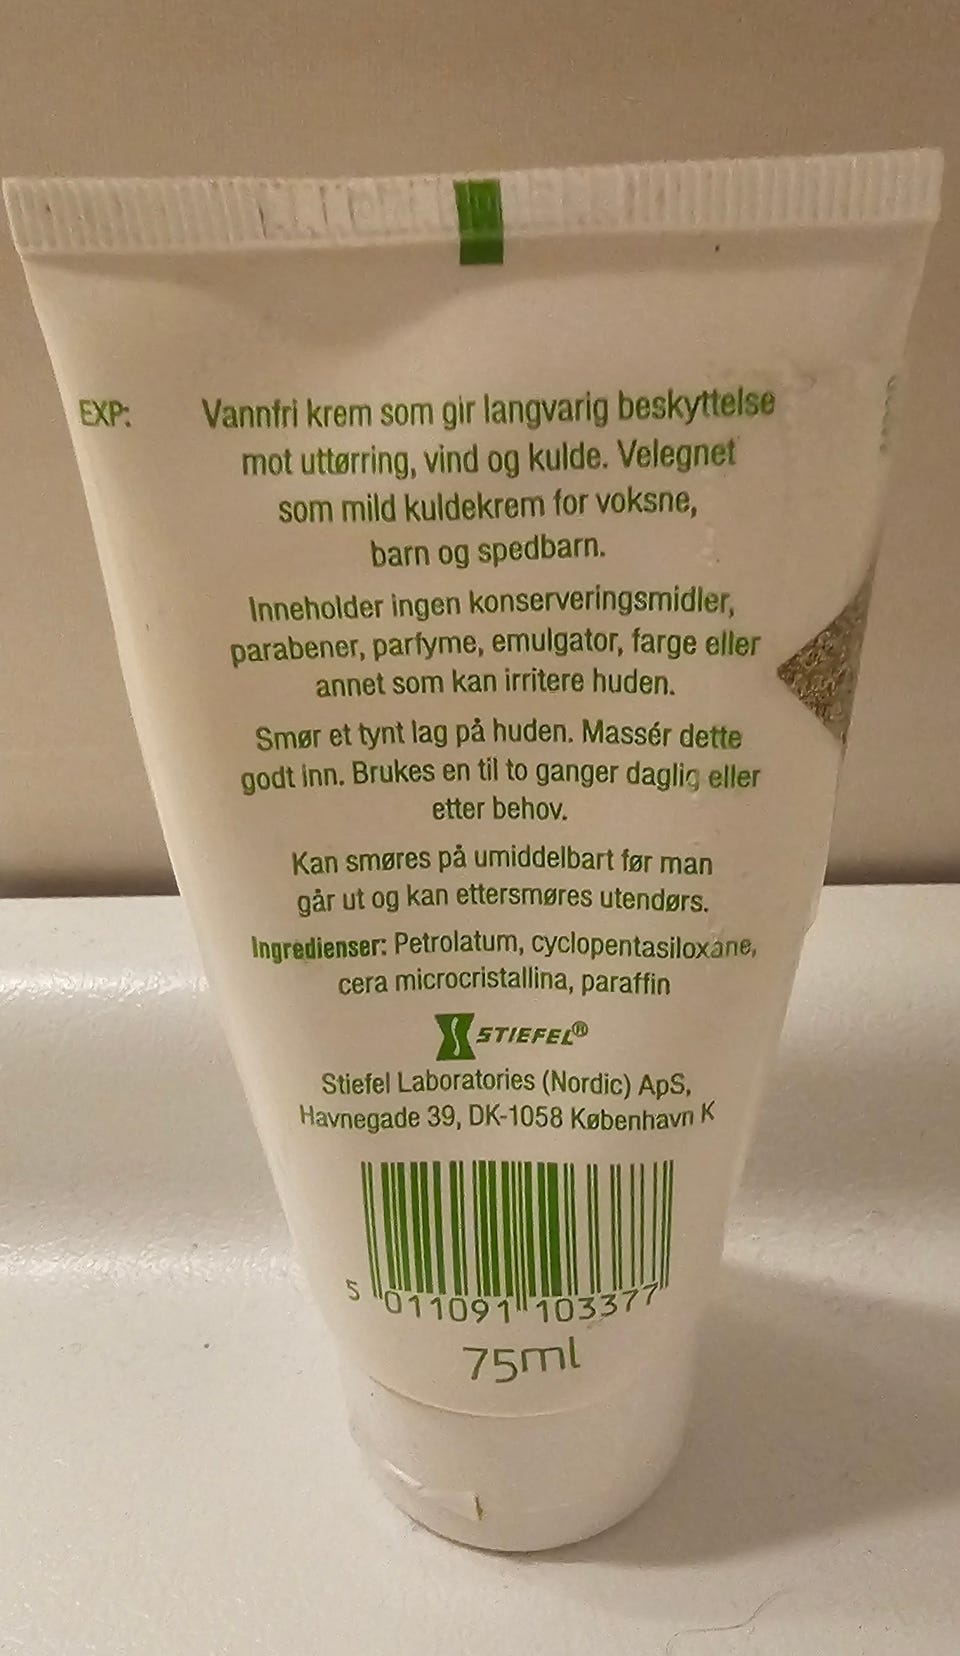 EXP:
Vannfri krem som gir langvarig beskyttelse
mot uttørring, vind og kulde. Velegnet
som mild kuldekrem for voksne,
barn og spedbarn.
Inneholder ingen konserveringsmidler,
parabener, parfyme, emulgator, farge eller
annet som kan irritere huden.
Smør et tynt lag på huden. Massér dette
godt inn. Brukes en til to ganger daglig eller
etter behov.
Kan smøres på umiddelbart før man
går ut og kan ettersmøres utendørs.
Ingredienser: Petrolatum, cyclopentasiloxane,
cera microcristallina, paraffin
STIEFEL®
Stiefel Laboratories (Nordic) ApS,
Havnegade 39, DK-1058 København K
5 011091 103377
75ml